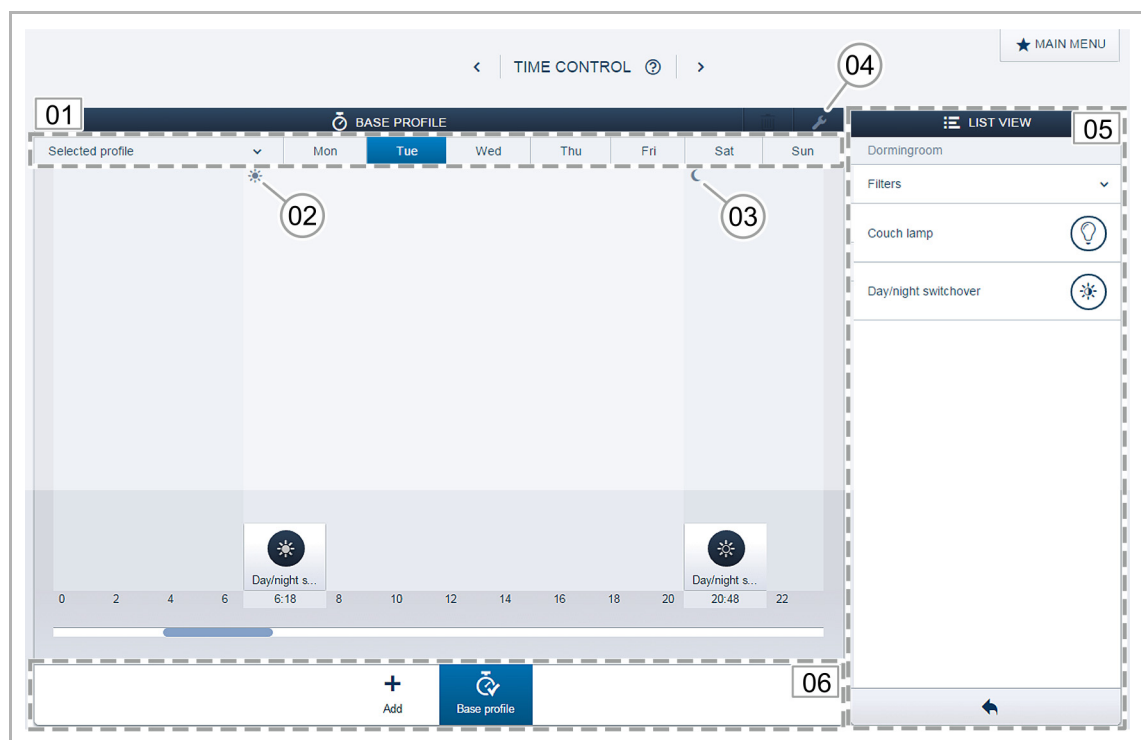 MAIN MENU
TIME CONTROL
04
01
BASE PROFILE
LIST VIEW
05
Selected profile Mon Tue Wed Thu Fri Sat Sun
Dormingroom
Filters
02
03
Couch lamp
Day/night switchover
Day/night s...
Day/night s...
0 2 4 6 6:18 8 10 12 14 16 18 20 20:48 22
Add
Base profile
06